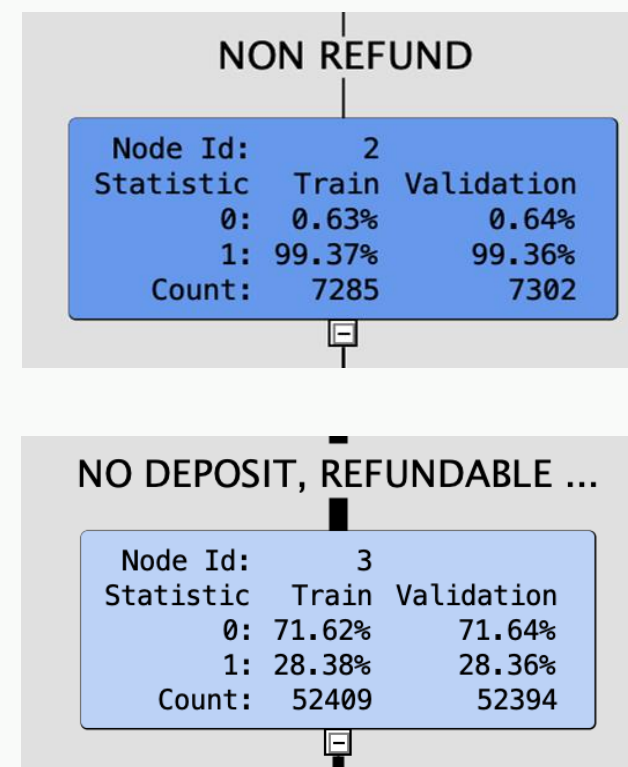 NON REFUND
Node Id: 2
Statistic Train Validation
0: 0.63% 0.64%
1: 99.37% 99.36%
Count: 7285 7302
NO DEPOSIT, REFUNDABLE ...
Node Id: 3
Statistic Train Validation
0: 71.62% 71.64%
1: 28.38% 28.36%
Count: 52409 52394